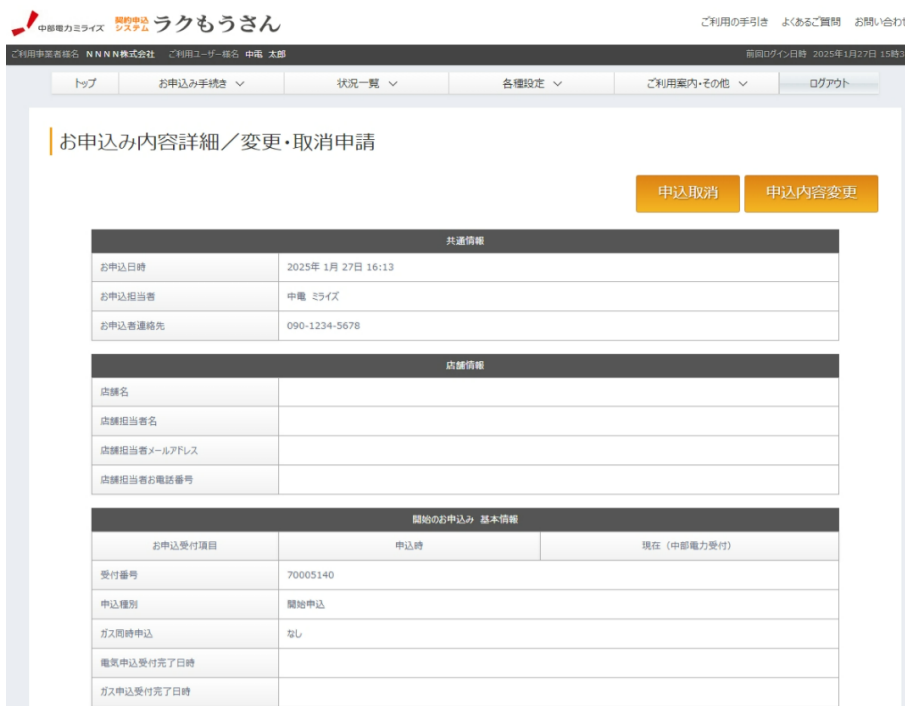 中部電力ミライズ 契約申込システム ラクもうさん ご利用の手引き よくあるご質問 お問い合わ
ご利用事業者様名 NNNN株式会社 ご利用ユーザー様名 中電 太郎 前回ログイン日時 2025年1月27日 15時3
トップ お申込み手続き 状況一覧 各種設定 ご利用案内・その他 ログアウト
お申込み内容詳細／変更・取消申請
申込取消 申込内容変更
共通情報
お申込日時 2025年 1月 27日 16:13
お申込担当者 中電 ミライズ
お申込者連絡先 090-1234-5678
店舗情報
店舗名
店舗担当者名
店舗担当者メールアドレス
店舗担当者お電話番号
開始のお申込み 基本情報
お申込受付項目 申込時 現在（中部電力受付）
受付番号 70005140
申込種別 開始申込
ガス同時申込 なし
電気申込受付完了日時
ガス申込受付完了日時